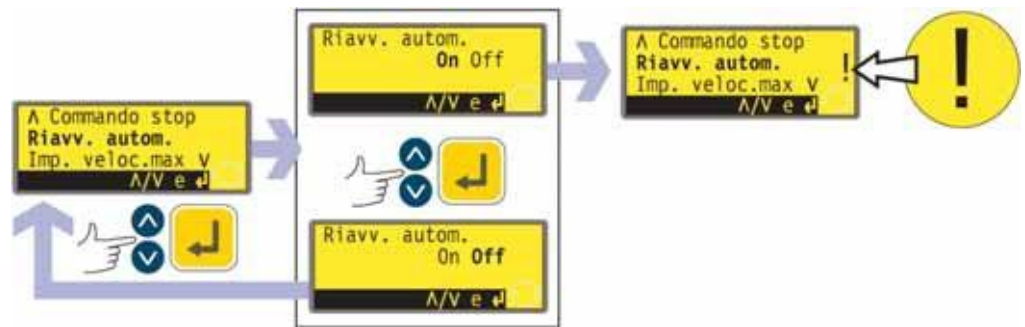 Λ Commando stop
Riavv. autom.
Imp. veloc.max V
Λ/V e ↲
Riavv. autom.
On Off
Λ/V e ↲
Riavv. autom.
On Off
Λ/V e ↲
Λ Commando stop
Riavv. autom. !
Imp. veloc.max V
Λ/V e ↲
!